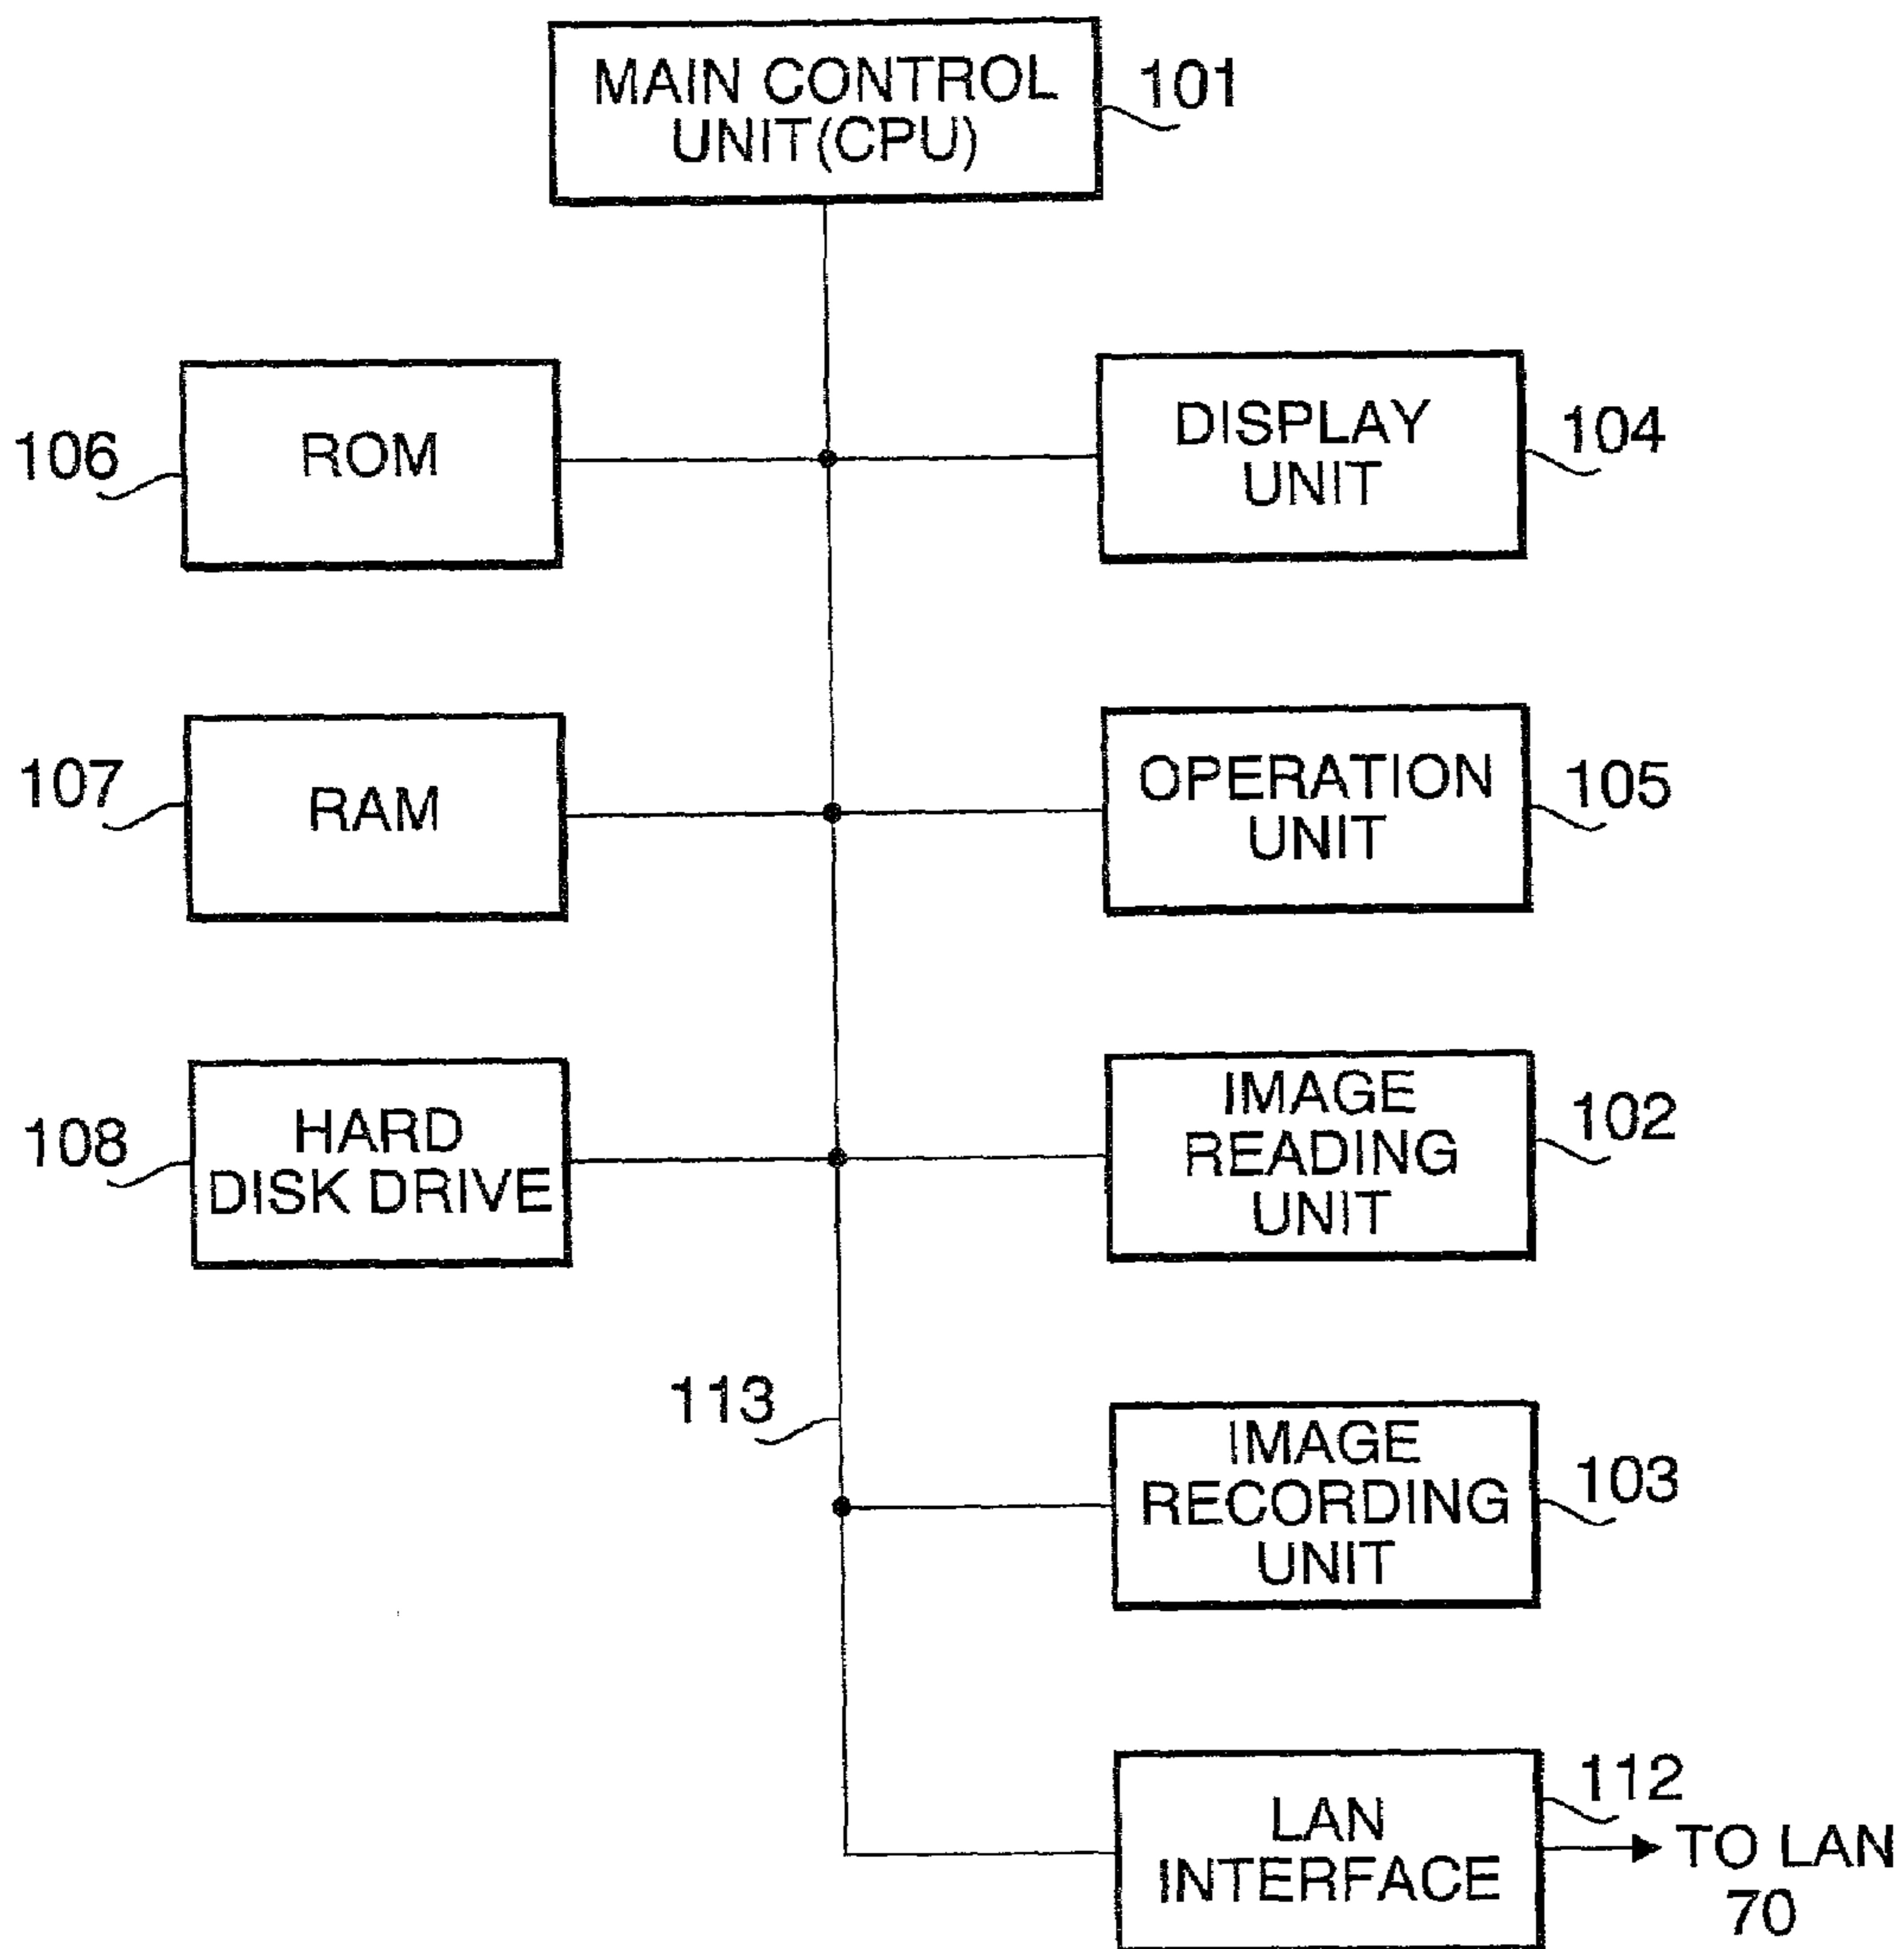 MAIN CONTROL
UNIT(CPU)
101
106
ROM
DISPLAY
UNIT
104
107
RAM
OPERATION
UNIT
105
108
HARD
DISK DRIVE
IMAGE
READING
UNIT
102
113
IMAGE
RECORDING
UNIT
103
LAN
INTERFACE
112
TO LAN
70